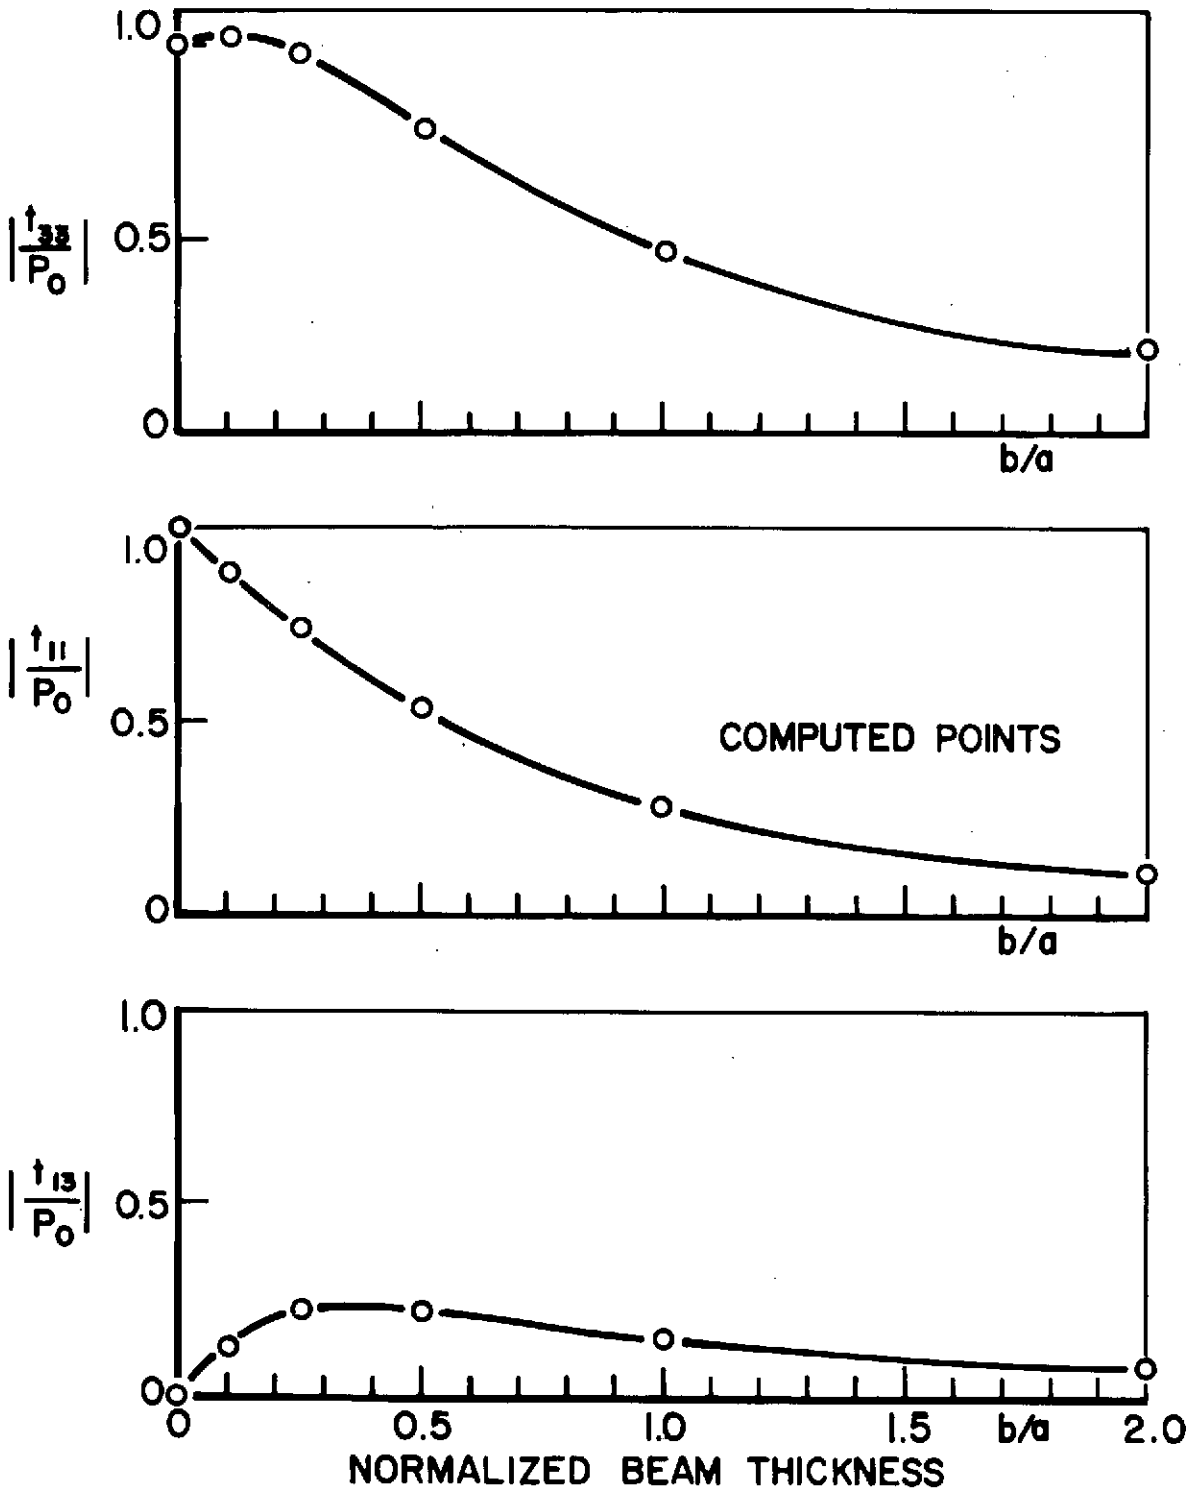 1.0
|t33/P0|
0.5
0
b/a
1.0
|t11/P0|
0.5
COMPUTED POINTS
0
b/a
1.0
|t13/P0|
0.5
0
0 0.5 1.0 1.5 b/a 2.0
NORMALIZED BEAM THICKNESS